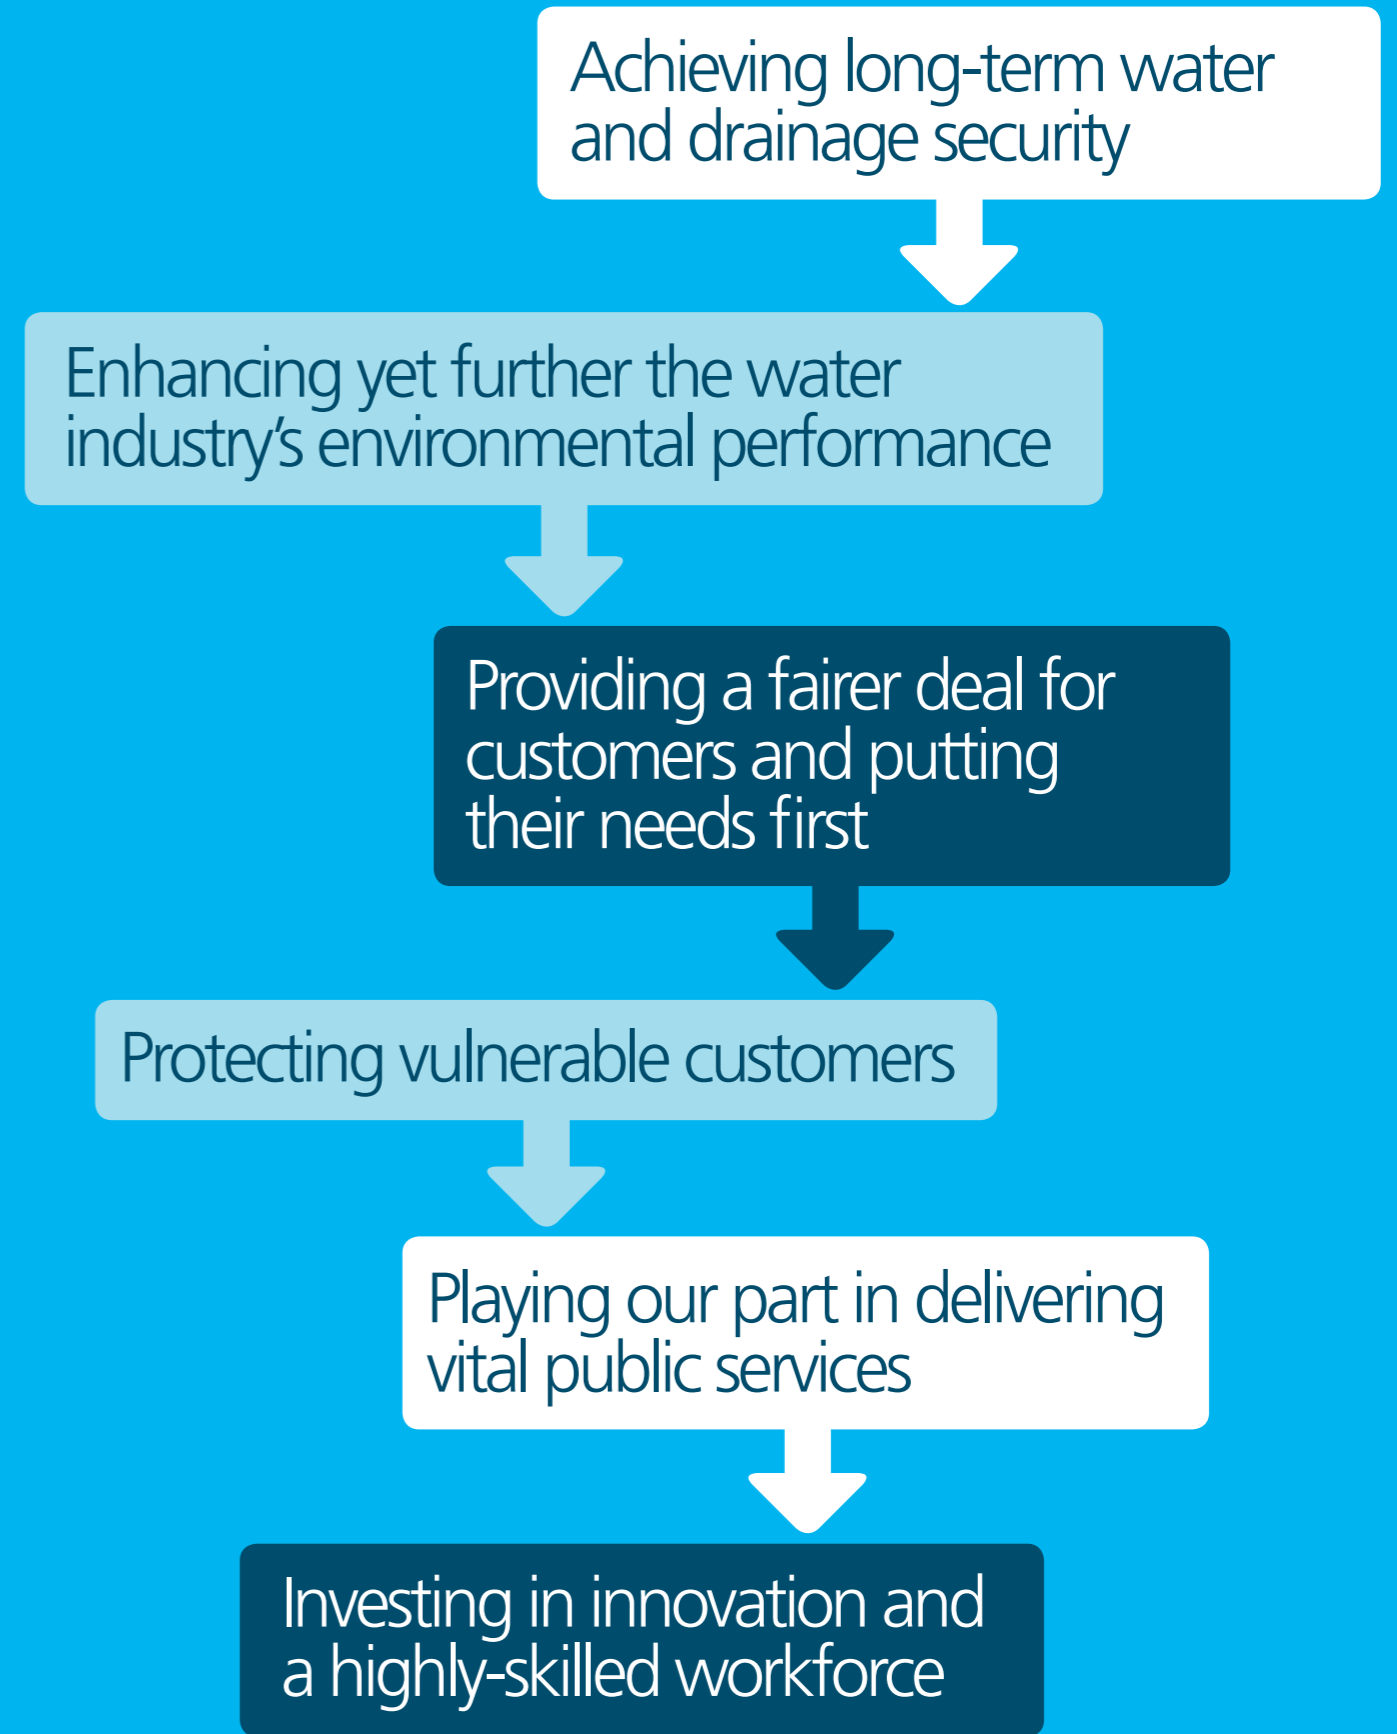 Achieving long-term water
and drainage security
Enhancing yet further the water
industry’s environmental performance
Providing a fairer deal for
customers and putting
their needs first
Protecting vulnerable customers
Playing our part in delivering
vital public services
Investing in innovation and
a highly-skilled workforce